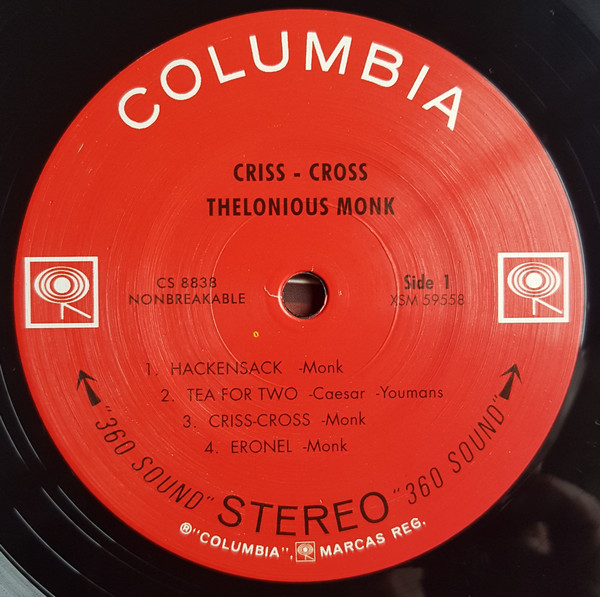 COLUMBIA
CRISS - CROSS
THELONIOUS MONK
CS 8838
NONBREAKABLE
Side 1
XSM 59558
1. HACKENSACK -Monk
2. TEA FOR TWO -Caesar -Youmans
3. CRISS-CROSS -Monk
4. ERONEL -Monk
"360 SOUND" STEREO "360 SOUND"
® "COLUMBIA", MARCAS REG.